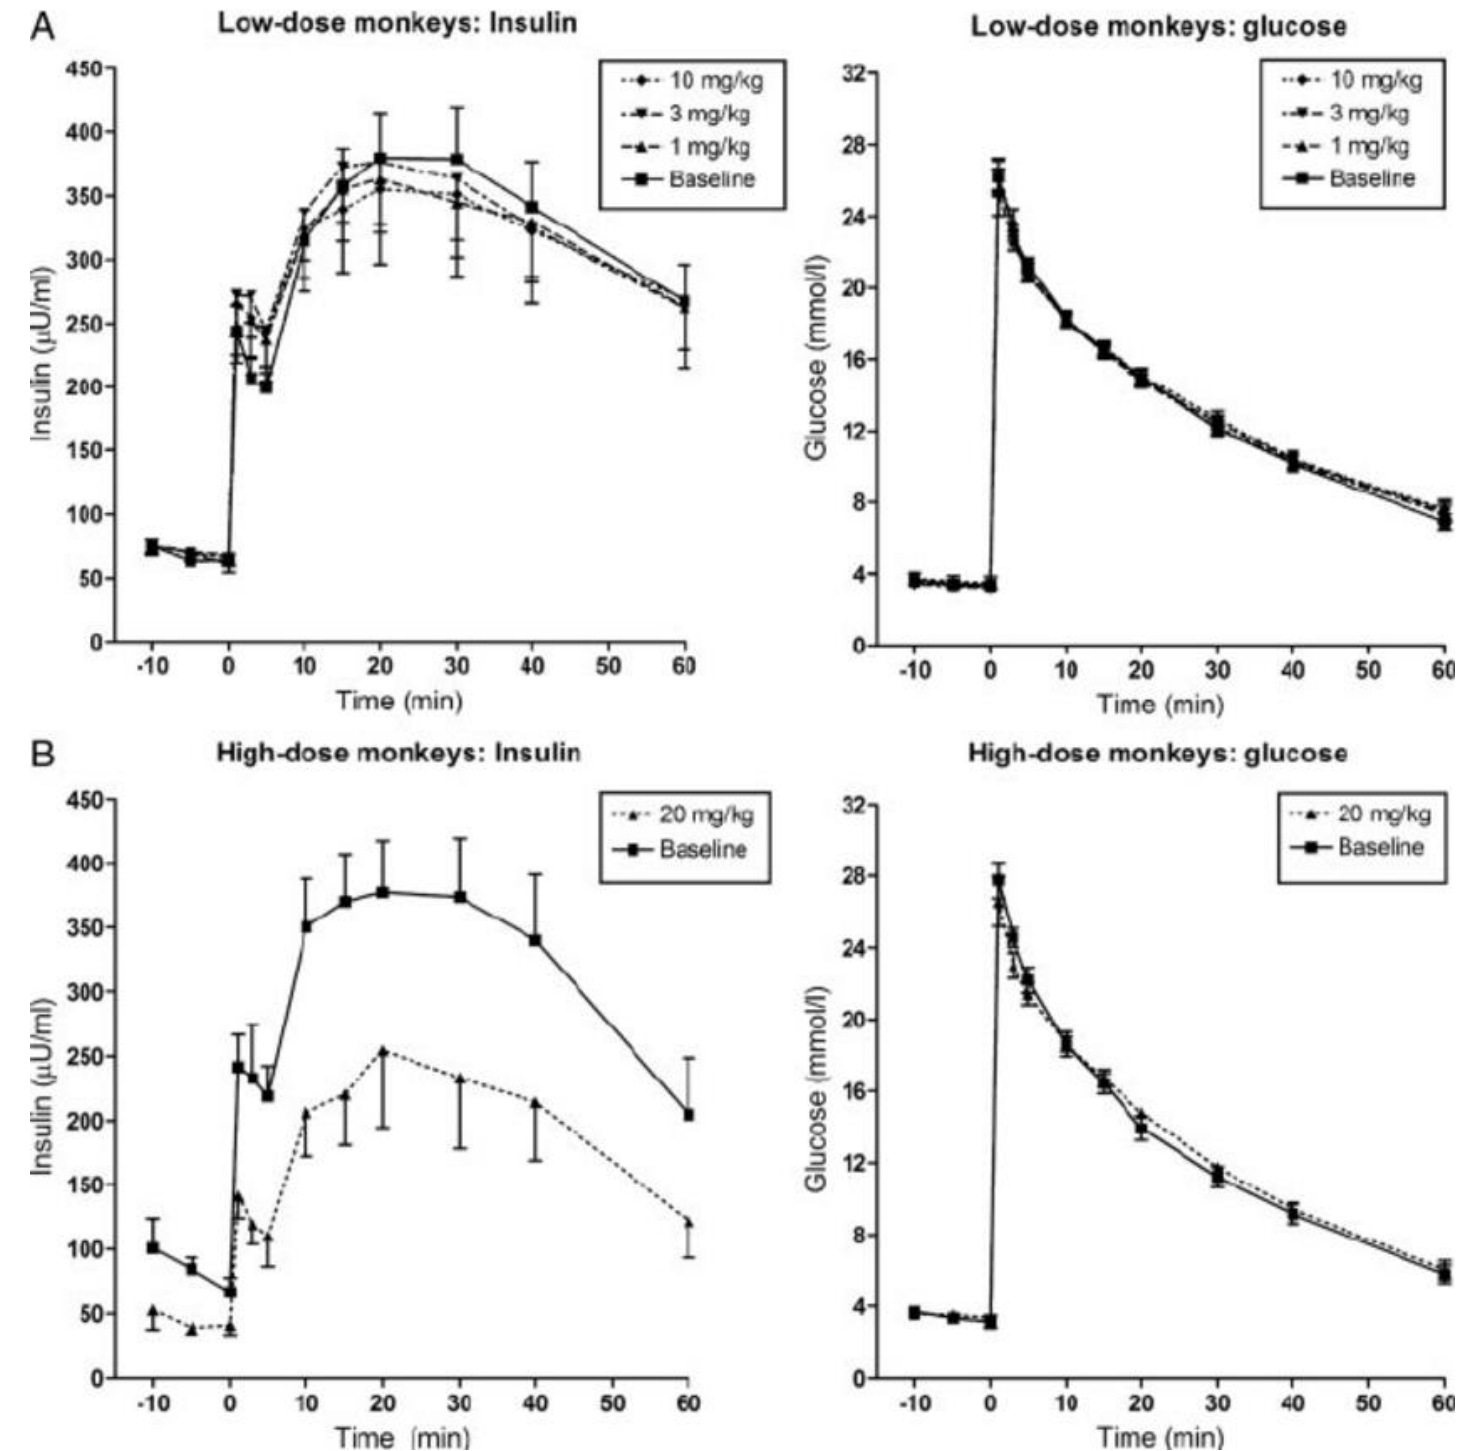 A
Low-dose monkeys: Insulin
450
400
350
300
250
200
150
100
50
0
Insulin (µU/ml)
10 mg/kg
3 mg/kg
1 mg/kg
Baseline
-10 0 10 20 30 40 50 60
Time (min)
Low-dose monkeys: glucose
32
28
24
20
16
12
8
4
0
Glucose (mmol/l)
10 mg/kg
3 mg/kg
1 mg/kg
Baseline
-10 0 10 20 30 40 50 60
Time (min)
B
High-dose monkeys: Insulin
450
400
350
300
250
200
150
100
50
0
Insulin (µU/ml)
20 mg/kg
Baseline
-10 0 10 20 30 40 50 60
Time (min)
High-dose monkeys: glucose
32
28
24
20
16
12
8
4
0
Glucose (mmol/l)
20 mg/kg
Baseline
-10 0 10 20 30 40 50 60
Time (min)